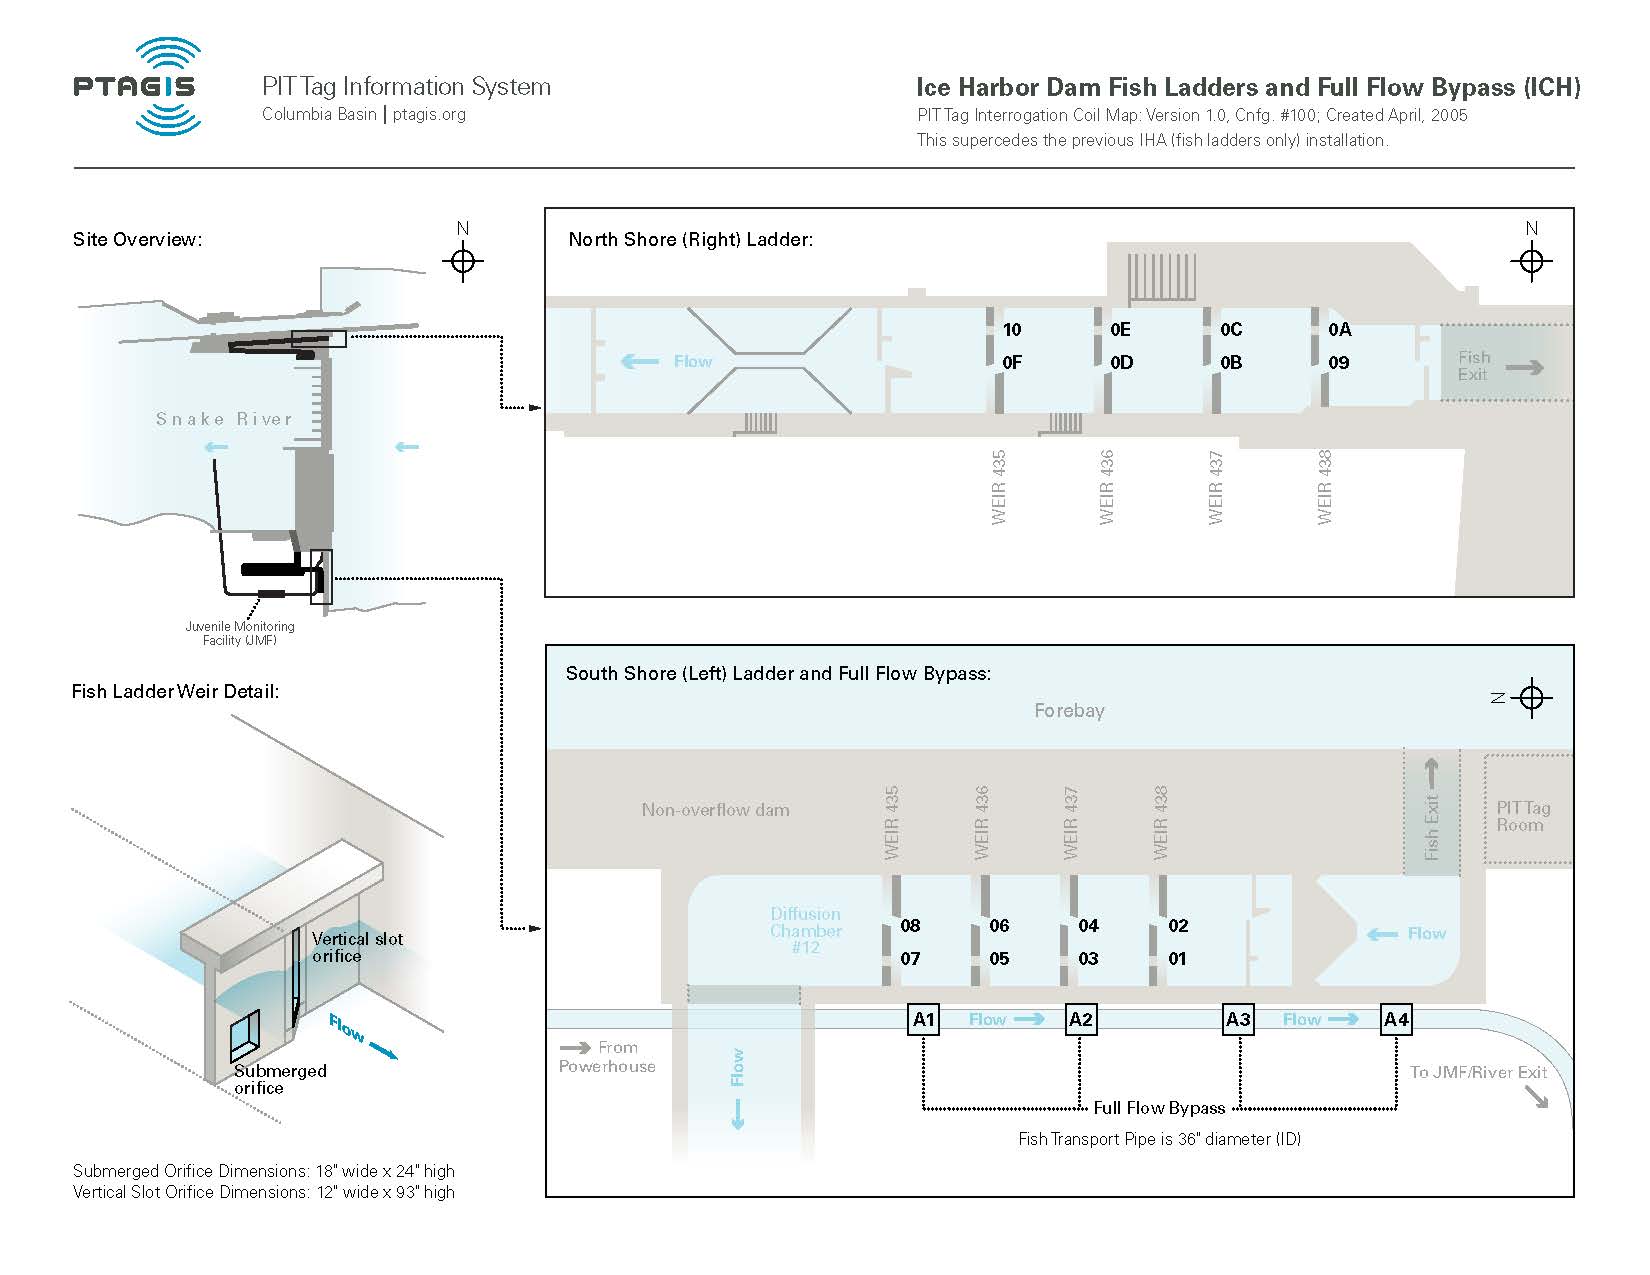 PTAGIS
PIT Tag Information System
Columbia Basin | ptagis.org
Ice Harbor Dam Fish Ladders and Full Flow Bypass (ICH)
PIT Tag Interrogation Coil Map: Version 1.0, Cnfg. #100; Created April, 2005
This supercedes the previous IHA (fish ladders only) installation.
Site Overview:
N
Snake River
Juvenile Monitoring
Facility (JMF)
North Shore (Right) Ladder:
N
10
0E
0C
0A
0F
0D
0B
09
Flow
Fish
Exit
WEIR 435
WEIR 436
WEIR 437
WEIR 438
Fish Ladder Weir Detail:
Vertical slot
orifice
Flow
Submerged
orifice
Submerged Orifice Dimensions: 18" wide x 24" high
Vertical Slot Orifice Dimensions: 12" wide x 93" high
South Shore (Left) Ladder and Full Flow Bypass:
N
Forebay
Non-overflow dam
WEIR 435
WEIR 436
WEIR 437
WEIR 438
Fish Exit
PIT Tag
Room
Diffusion
Chamber
#12
08
06
04
02
07
05
03
01
Flow
A1
Flow
A2
A3
Flow
A4
From
Powerhouse
Flow
To JMF/River Exit
Full Flow Bypass
Fish Transport Pipe is 36" diameter (ID)